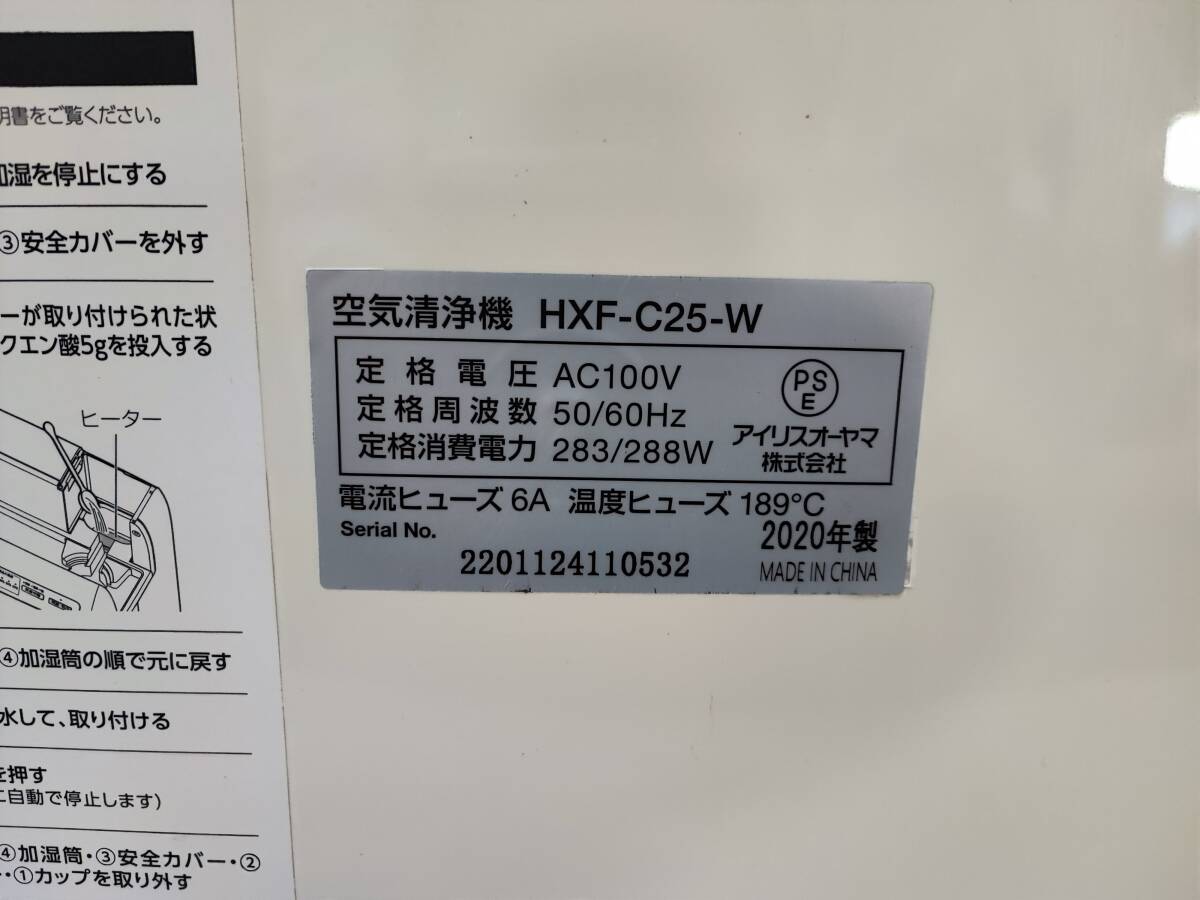 明書をご覧ください。
加湿を停止にする
③安全カバーを外す
ーが取り付けられた状
クエン酸5gを投入する
ヒーター
④加湿筒の順で元に戻す
水して、取り付ける
を押す
に自動で停止します)
④加湿筒・③安全カバー・②
・①カップを取り外す
空気清浄機 HXF-C25-W
定格電圧 AC100V
定格周波数 50/60Hz
定格消費電力 283/288W
PS
E
アイリスオーヤマ
株式会社
電流ヒューズ 6A 温度ヒューズ 189°C
Serial No.
2201124110532
2020年製
MADE IN CHINA